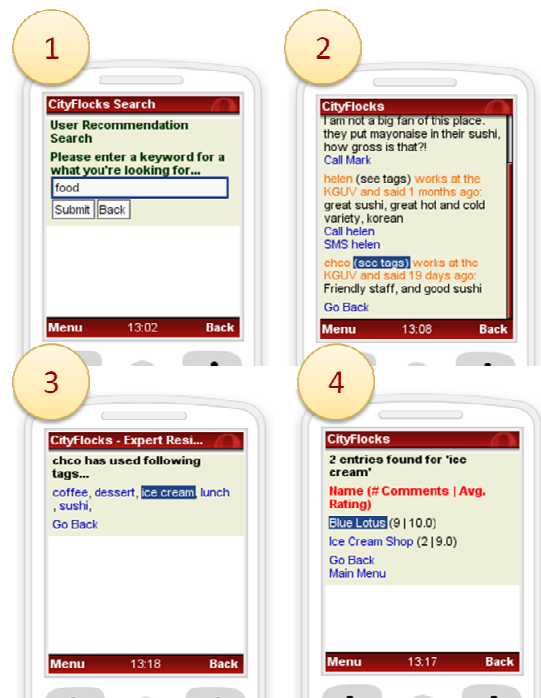 1
CityFlocks Search
User Recommendation
Search
Please enter a keyword for a
what you're looking for...
food
Submit Back
Menu 13:02 Back
2
CityFlocks
I am not a big fan of this place.
they put mayonaise in their sushi,
how gross is that?!
Call Mark
helen (see tags) works at the
KGUV and said 1 months ago:
great sushi, great hot and cold
variety, korean
Call helen
SMS helen
chco (see tags) works at the
KGUV and said 19 days ago:
Friendly staff, and good sushi
Go Back
Menu 13:08 Back
3
CityFlocks - Expert Resi...
chco has used following
tags...
coffee, dessert, ice cream, lunch
, sushi,
Go Back
Menu 13:18 Back
4
CityFlocks
2 entries found for 'ice
cream'
Name (# Comments | Avg.
Rating)
Blue Lotus (9 | 10.0)
Ice Cream Shop (2 | 9.0)
Go Back
Main Menu
Menu 13:17 Back